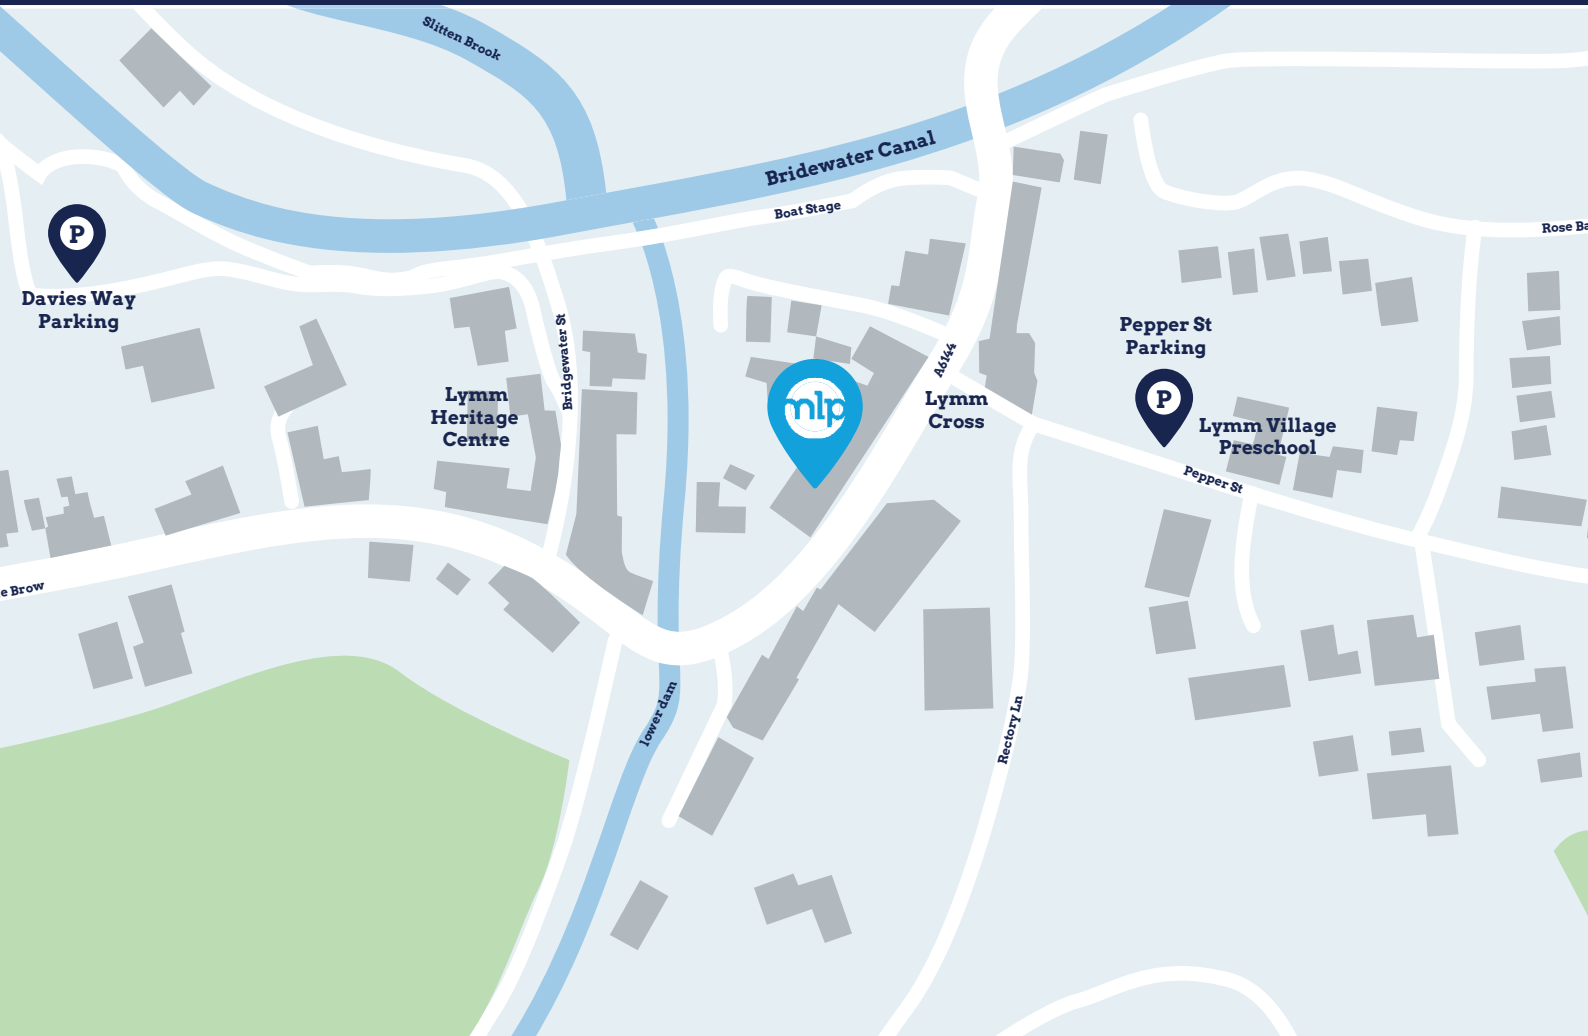 Slitten Brook
Bridewater Canal
Boat Stage
Rose Ba
P
Davies Way
Parking
Bridgewater St
Pepper St
Parking
A6144
P
mlp
Lymm
Heritage
Centre
Lymm
Cross
Lymm Village
Preschool
Pepper St
e Brow
lower dam
Rectory Ln